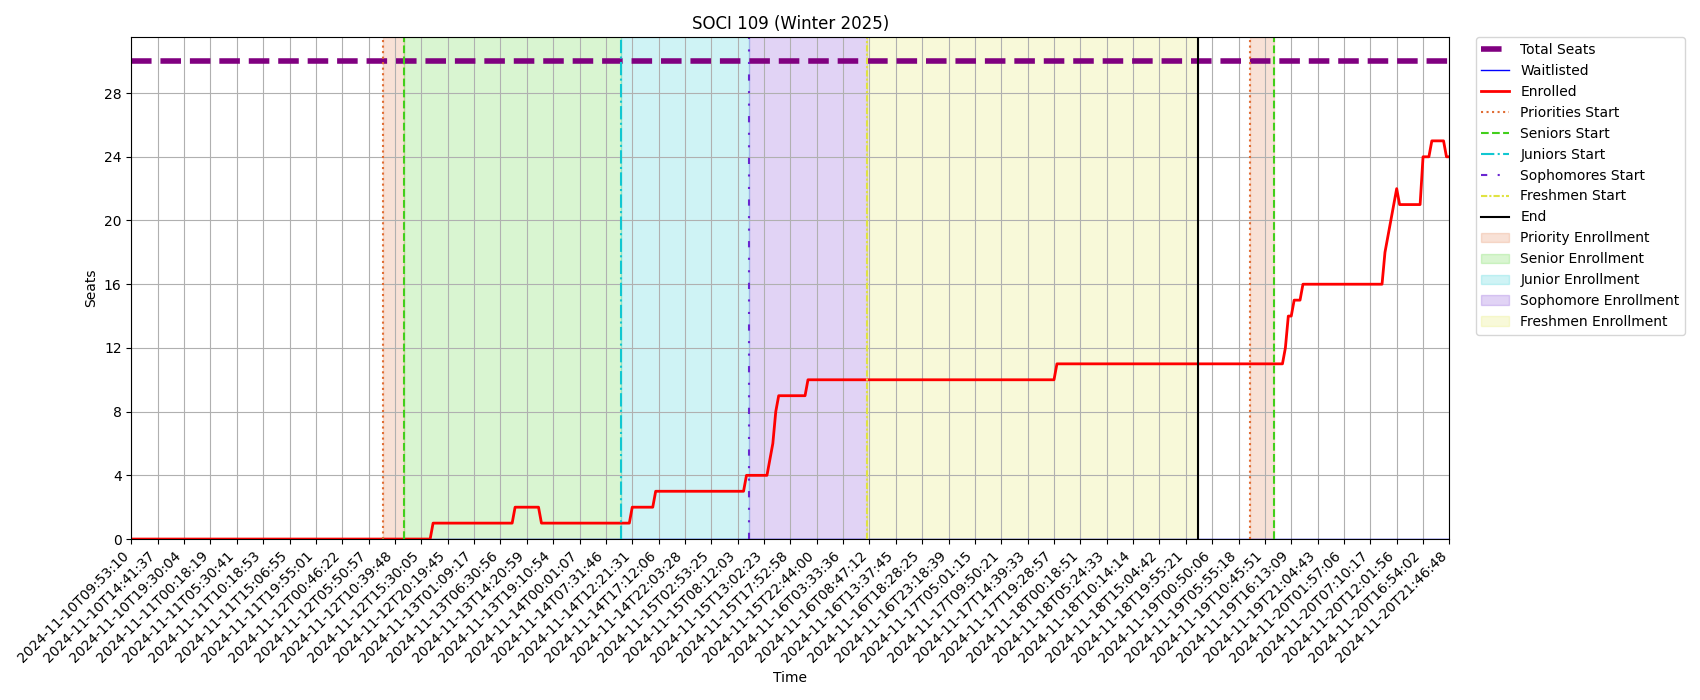 SOCI 109 (Winter 2025)
Seats
28
24
20
16
12
8
4
0
2024-11-10T09:53:10
2024-11-10T14:41:37
2024-11-10T19:30:04
2024-11-11T00:18:19
2024-11-11T05:30:41
2024-11-11T10:18:53
2024-11-11T15:06:55
2024-11-11T19:55:01
2024-11-12T00:46:22
2024-11-12T05:50:57
2024-11-12T10:39:48
2024-11-12T15:30:05
2024-11-12T20:19:45
2024-11-13T01:09:17
2024-11-13T06:30:56
2024-11-13T14:20:59
2024-11-13T19:10:54
2024-11-14T00:01:07
2024-11-14T07:31:46
2024-11-14T12:21:31
2024-11-14T17:12:06
2024-11-14T22:03:28
2024-11-15T02:53:25
2024-11-15T08:12:03
2024-11-15T13:02:23
2024-11-15T17:52:58
2024-11-15T22:44:00
2024-11-16T03:33:36
2024-11-16T08:47:12
2024-11-16T13:37:45
2024-11-16T18:28:25
2024-11-16T23:18:39
2024-11-17T05:01:15
2024-11-17T09:50:21
2024-11-17T14:39:33
2024-11-17T19:28:57
2024-11-18T00:18:51
2024-11-18T05:24:33
2024-11-18T10:14:14
2024-11-18T15:04:42
2024-11-18T19:55:21
2024-11-19T00:50:06
2024-11-19T05:55:18
2024-11-19T10:45:51
2024-11-19T16:13:09
2024-11-19T21:04:43
2024-11-20T01:57:06
2024-11-20T07:10:17
2024-11-20T12:01:56
2024-11-20T16:54:02
2024-11-20T21:46:48
Time
Total Seats
Waitlisted
Enrolled
Priorities Start
Seniors Start
Juniors Start
Sophomores Start
Freshmen Start
End
Priority Enrollment
Senior Enrollment
Junior Enrollment
Sophomore Enrollment
Freshmen Enrollment